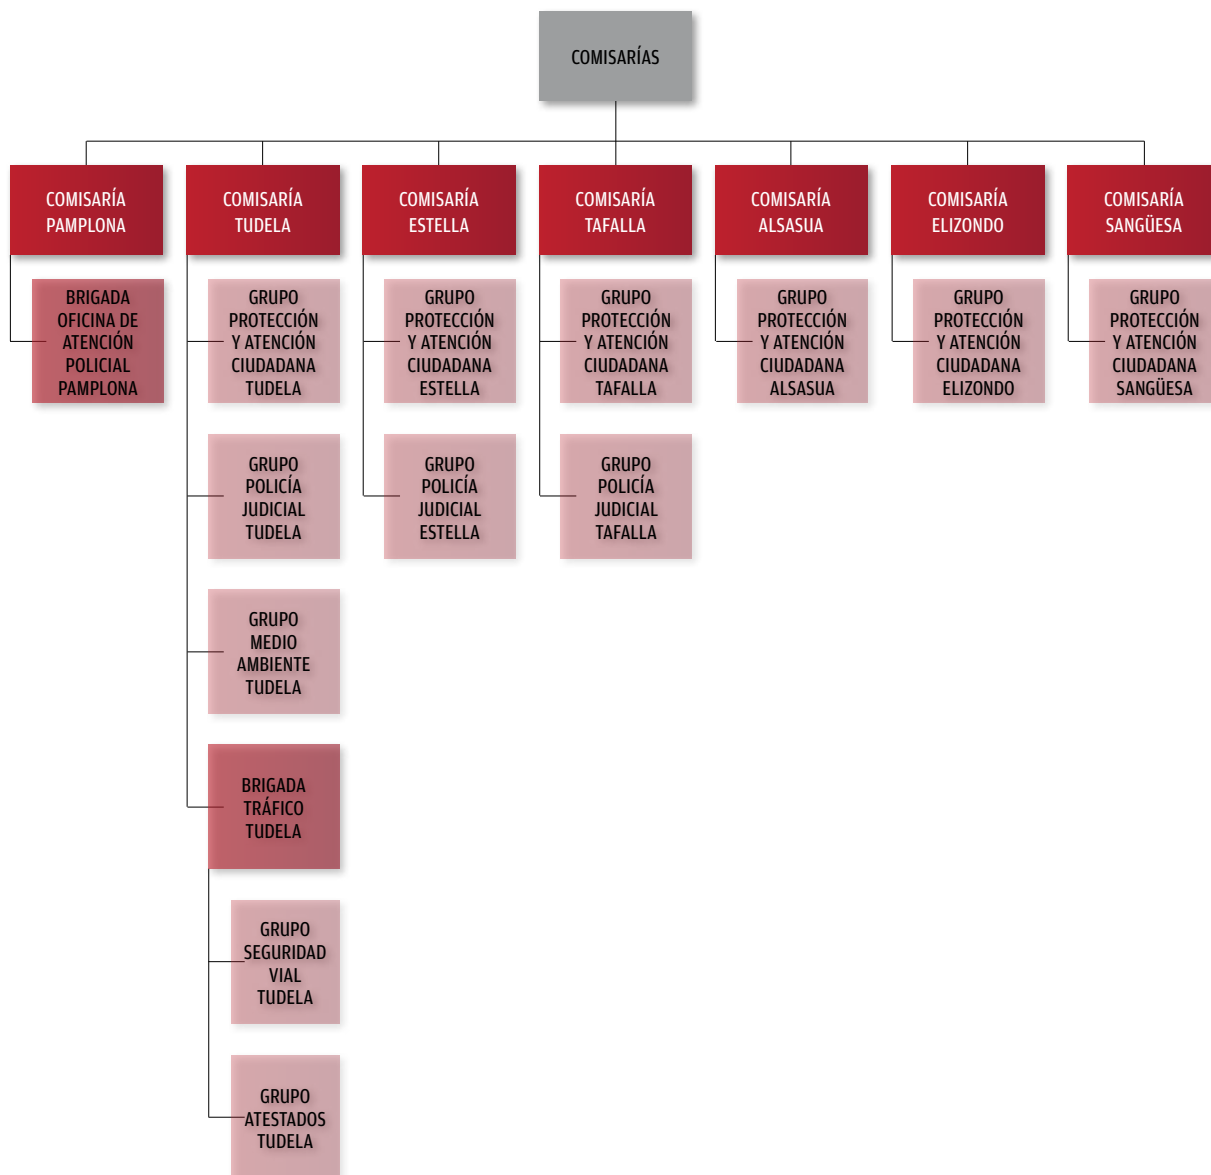 COMISARÍAS
COMISARÍA
PAMPLONA
COMISARÍA
TUDELA
COMISARÍA
ESTELLA
COMISARÍA
TAFALLA
COMISARÍA
ALSASUA
COMISARÍA
ELIZONDO
COMISARÍA
SANGÜESA
BRIGADA
OFICINA DE
ATENCIÓN
POLICIAL
PAMPLONA
GRUPO
PROTECCIÓN
Y ATENCIÓN
CIUDADANA
TUDELA
GRUPO
PROTECCIÓN
Y ATENCIÓN
CIUDADANA
ESTELLA
GRUPO
PROTECCIÓN
Y ATENCIÓN
CIUDADANA
TAFALLA
GRUPO
PROTECCIÓN
Y ATENCIÓN
CIUDADANA
ALSASUA
GRUPO
PROTECCIÓN
Y ATENCIÓN
CIUDADANA
ELIZONDO
GRUPO
PROTECCIÓN
Y ATENCIÓN
CIUDADANA
SANGÜESA
GRUPO
POLICÍA
JUDICIAL
TUDELA
GRUPO
POLICÍA
JUDICIAL
ESTELLA
GRUPO
POLICÍA
JUDICIAL
TAFALLA
GRUPO
MEDIO
AMBIENTE
TUDELA
BRIGADA
TRÁFICO
TUDELA
GRUPO
SEGURIDAD
VIAL
TUDELA
GRUPO
ATESTADOS
TUDELA